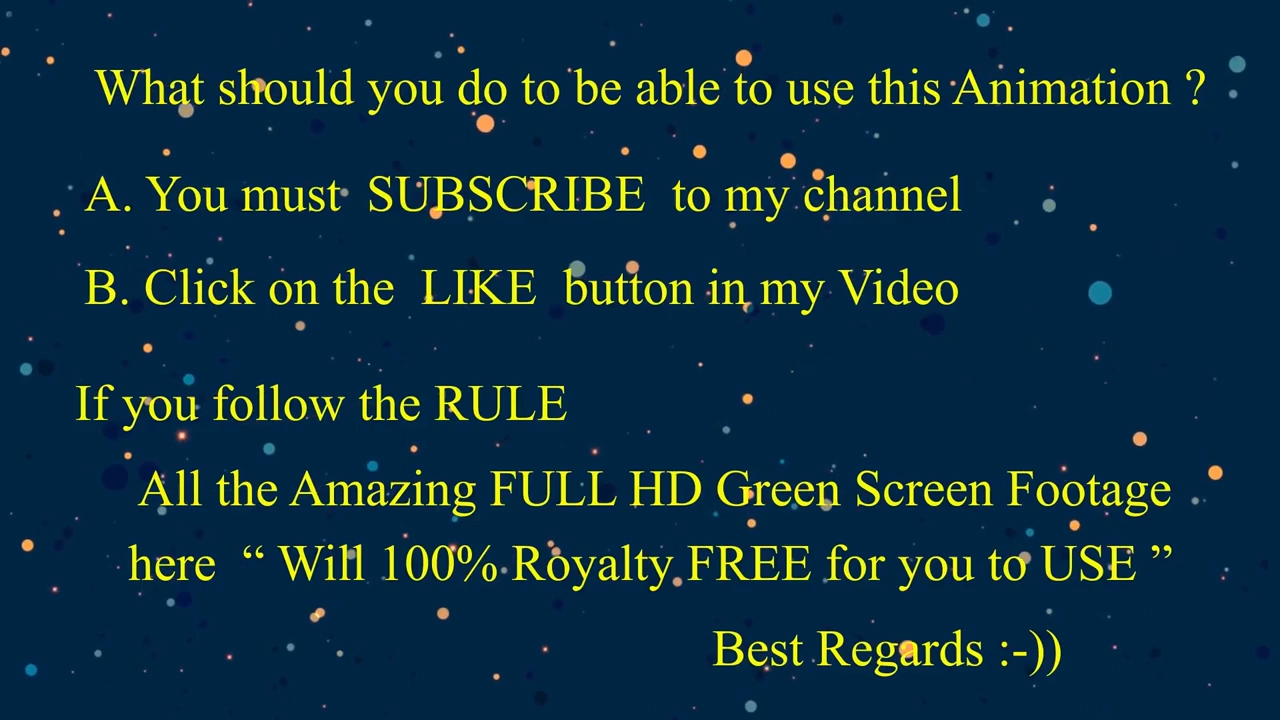 What should you do to be able to use this Animation ?
A. You must SUBSCRIBE to my channel
B. Click on the LIKE button in my Video
If you follow the RULE
All the Amazing FULL HD Green Screen Footage
here “ Will 100% Royalty FREE for you to USE ”
Best Regards :-))